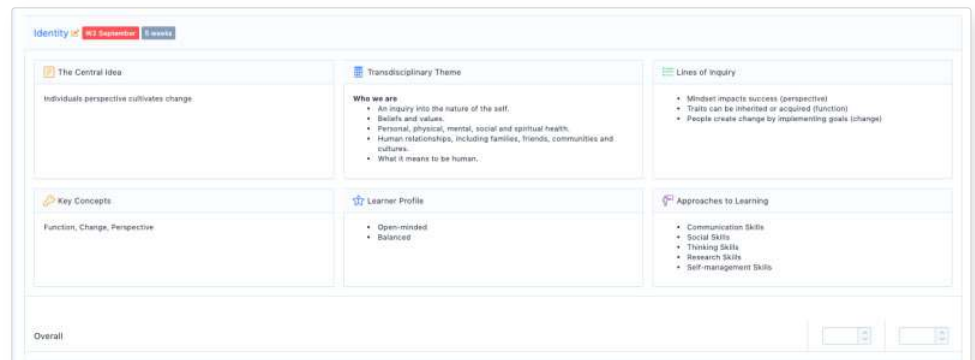 Identity W3 September 5 weeks
The Central Idea
Individuals perspective cultivates change
Transdisciplinary Theme
Who we are
An inquiry into the nature of the self.
Beliefs and values.
Personal, physical, mental, social and spiritual health.
Human relationships, including families, friends, communities and
cultures.
What it means to be human.
Lines of Inquiry
Mindset impacts success (perspective)
Traits can be inherited or acquired (function)
People create change by implementing goals (change)
Key Concepts
Function, Change, Perspective
Learner Profile
Open-minded
Balanced
Approaches to Learning
Communication Skills
Social Skills
Thinking Skills
Research Skills
Self-management Skills
Overall